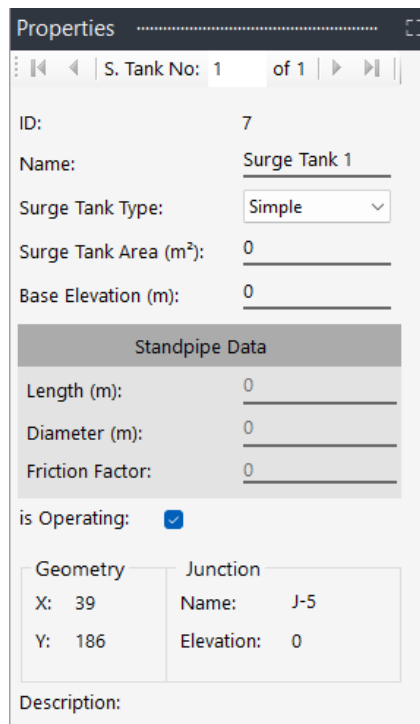 Properties
S. Tank No: 1 of 1
ID: 7
Name: Surge Tank 1
Surge Tank Type: Simple
Surge Tank Area (m²): 0
Base Elevation (m): 0
Standpipe Data
Length (m): 0
Diameter (m): 0
Friction Factor: 0
is Operating:
Geometry Junction
X: 39 Name: J-5
Y: 186 Elevation: 0
Description: